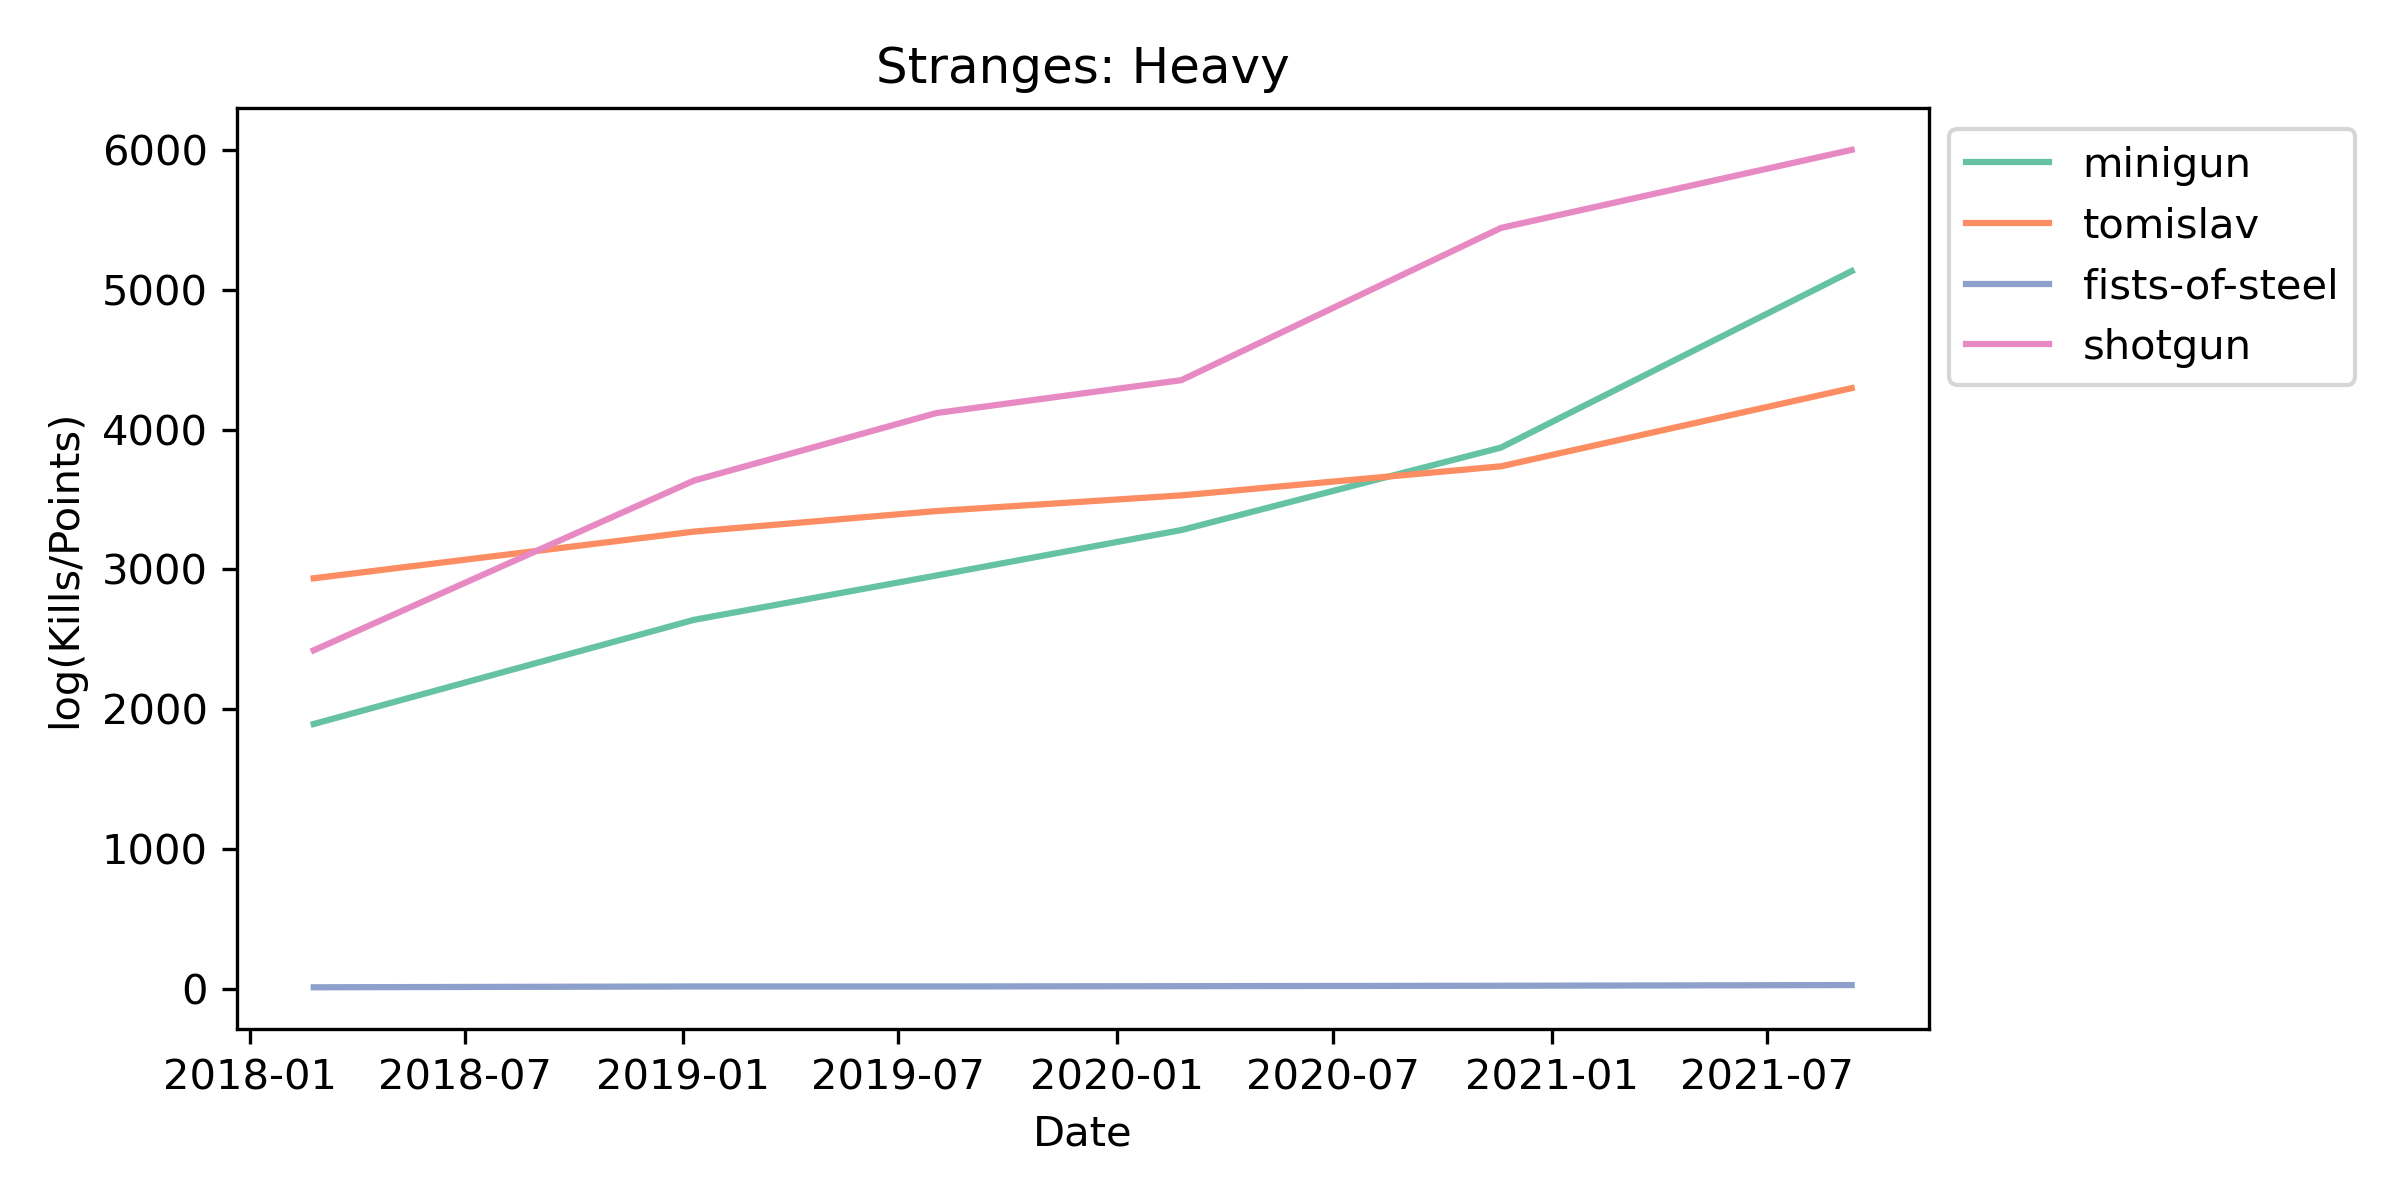 Stranges: Heavy
6000
5000
4000
3000
2000
1000
0
log(Kills/Points)
2018-01 2018-07 2019-01 2019-07 2020-01 2020-07 2021-01 2021-07
Date
minigun
tomislav
fists-of-steel
shotgun